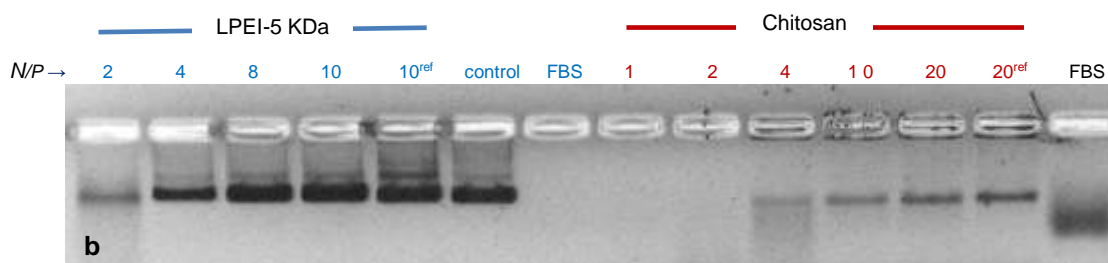 LPEI-5 KDa Chitosan
N/P → 2 4 8 10 10ref control FBS 1 2 4 1 0 20 20ref FBS
b